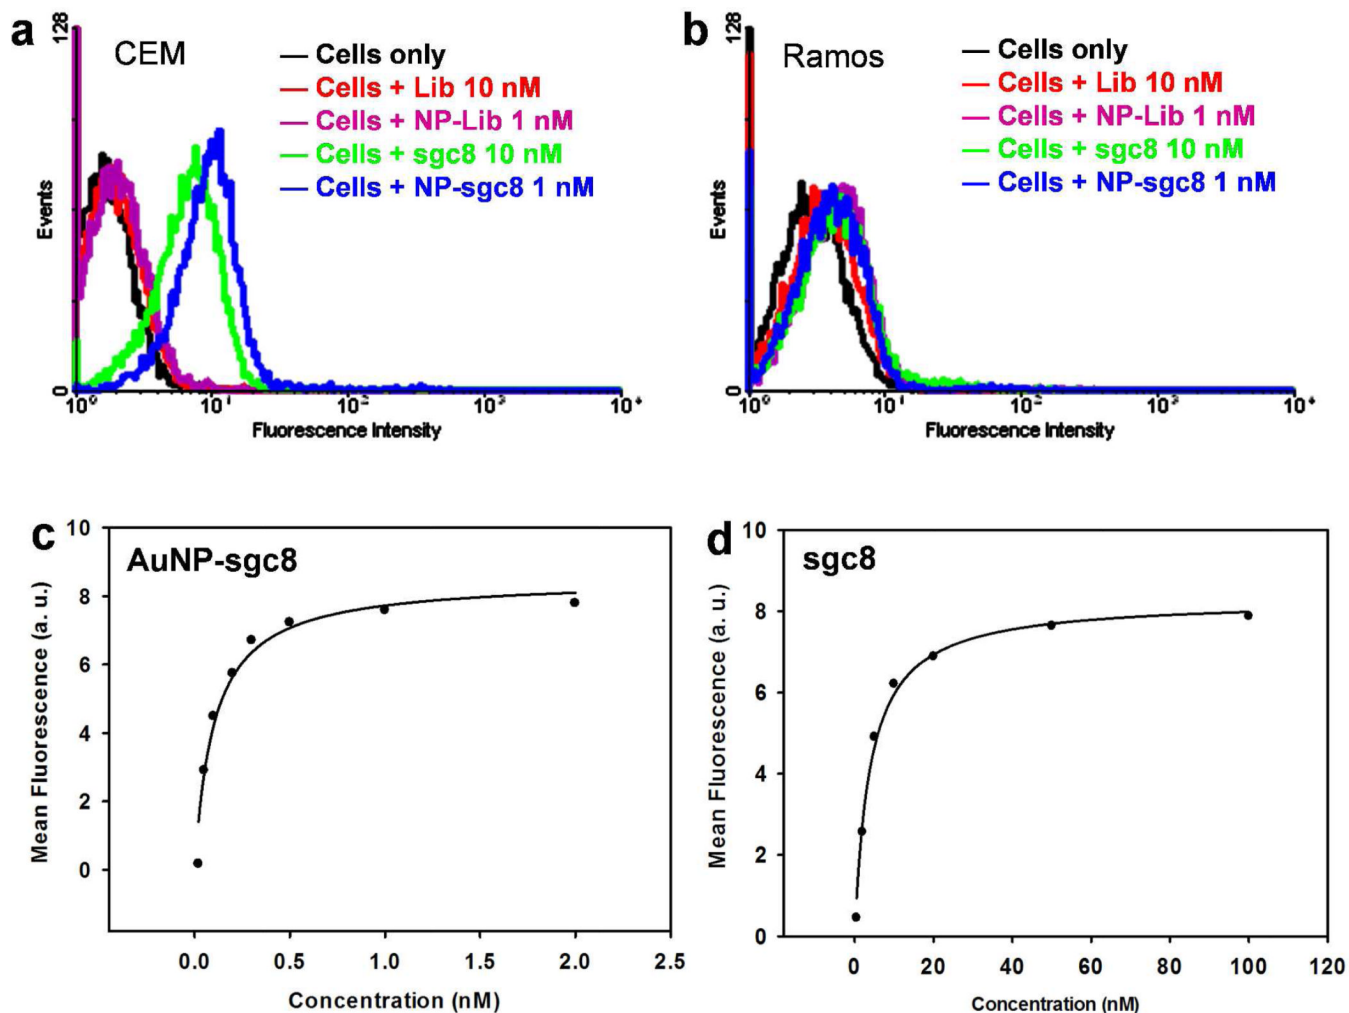 a
CEM
Cells only
Cells + Lib 10 nM
Cells + NP-Lib 1 nM
Cells + sgc8 10 nM
Cells + NP-sgc8 1 nM
128
Events
0
10⁰ 10¹ 10² 10³ 10⁴
Fluorescence Intensity
b
Ramos
Cells only
Cells + Lib 10 nM
Cells + NP-Lib 1 nM
Cells + sgc8 10 nM
Cells + NP-sgc8 1 nM
128
Events
0
10⁰ 10¹ 10² 10³ 10⁴
Fluorescence Intensity
c
AuNP-sgc8
Mean Fluorescence (a. u.)
10
8
6
4
2
0
0.0 0.5 1.0 1.5 2.0 2.5
Concentration (nM)
d
sgc8
Mean Fluorescence (a. u.)
10
8
6
4
2
0
0 20 40 60 80 100 120
Concentration (nM)